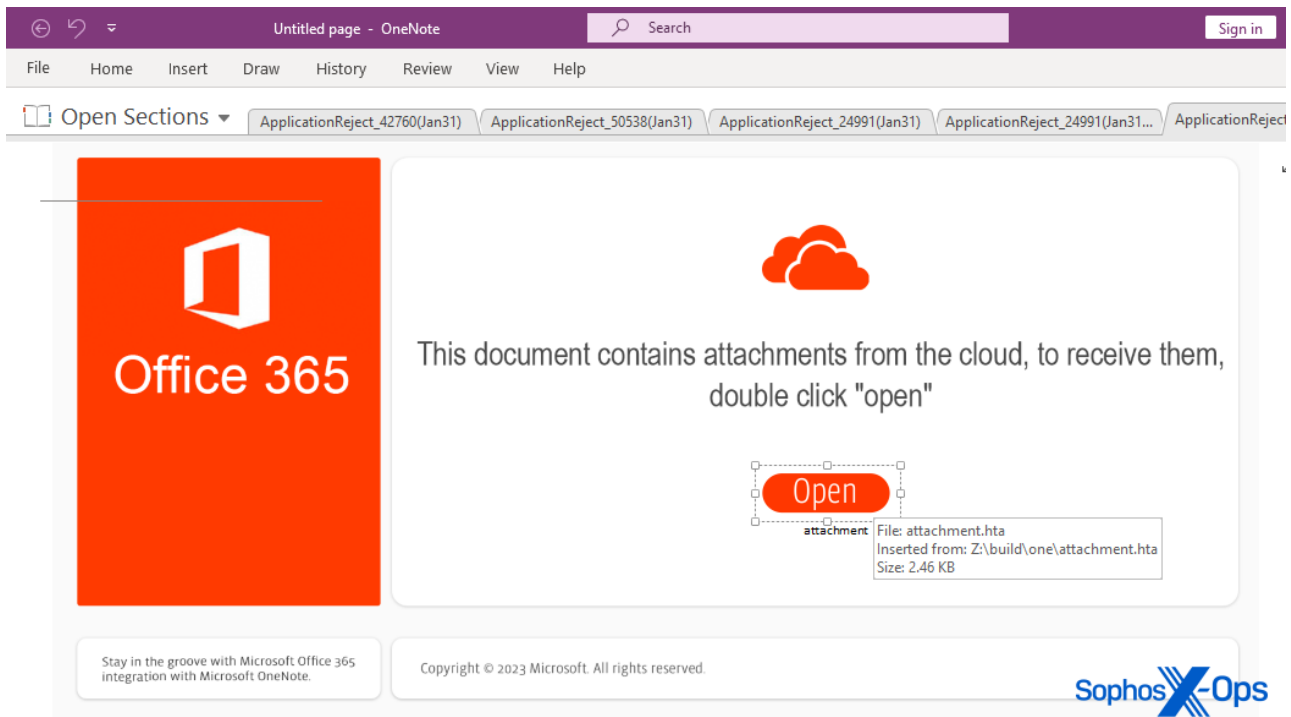 Untitled page - OneNote
Search
Sign in
File Home Insert Draw History Review View Help
Open Sections ApplicationReject_42760(Jan31) ApplicationReject_50538(Jan31) ApplicationReject_24991(Jan31) ApplicationReject_24991(Jan31... ApplicationReject
Office 365
This document contains attachments from the cloud, to receive them,
double click "open"
Open
attachment
File: attachment.hta
Inserted from: Z:\build\one\attachment.hta
Size: 2.46 KB
Stay in the groove with Microsoft Office 365
integration with Microsoft OneNote.
Copyright © 2023 Microsoft. All rights reserved.
Sophos X-Ops